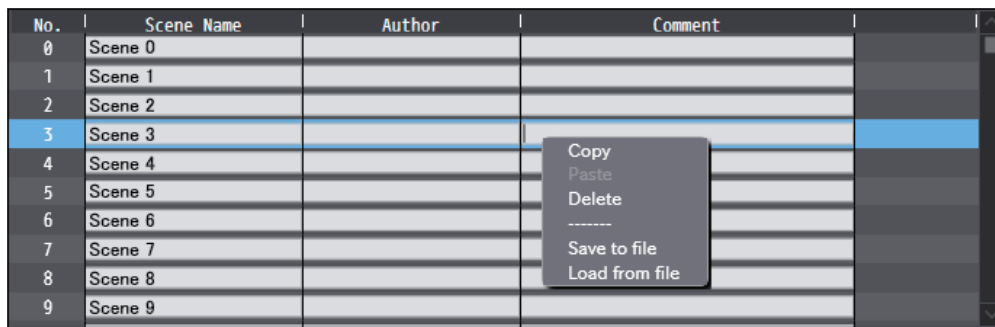 No. Scene Name Author Comment
0 Scene 0
1 Scene 1
2 Scene 2
3 Scene 3
4 Scene 4
5 Scene 5
6 Scene 6
7 Scene 7
8 Scene 8
9 Scene 9
Copy
Paste
Delete
-------
Save to file
Load from file